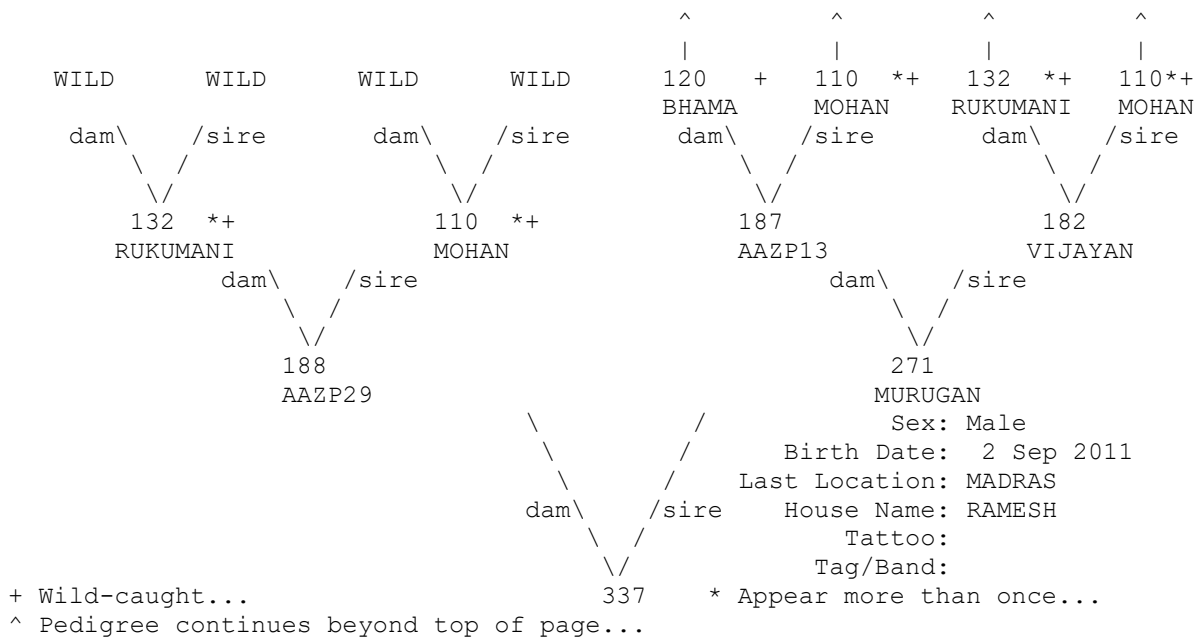 ^ ^ ^ ^
| | | |
WILD WILD WILD WILD 120 + 110 *+ 132 *+ 110*+
BHAMA MOHAN RUKUMANI MOHAN
dam\ /sire dam\ /sire dam\ /sire dam\ /sire
\ / \ / \ / \ /
\/ \/ \/ \/
132 *+ 110 *+ 187 182
RUKUMANI MOHAN AAZP13 VIJAYAN
dam\ /sire dam\ /sire
\ / \ /
\/ \/
188 271
AAZP29 MURUGAN
\ / Sex: Male
\ / Birth Date: 2 Sep 2011
\ / Last Location: MADRAS
dam\ /sire House Name: RAMESH
\ / Tattoo:
\/ Tag/Band:
+ Wild-caught... 337 * Appear more than once...
^ Pedigree continues beyond top of page...